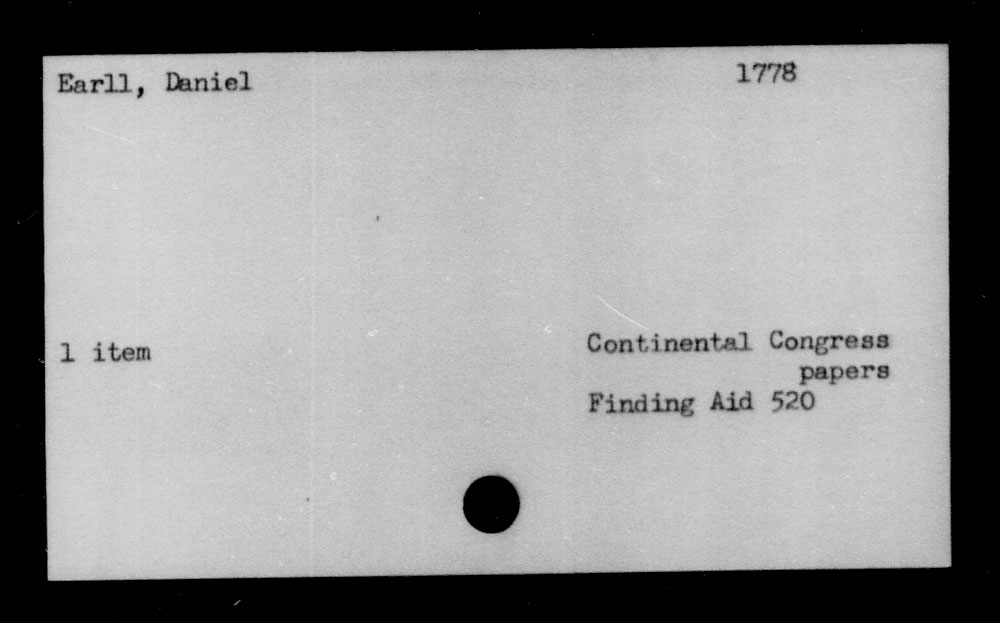 Earll, Daniel 1778
1 item
Continental Congress
papers
Finding Aid 520